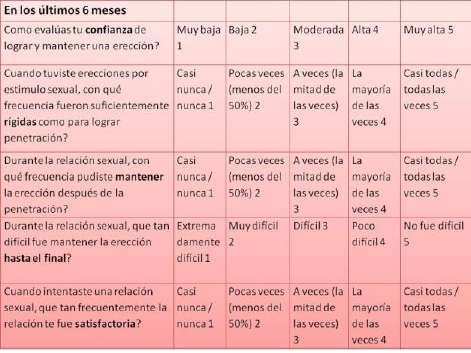 En los últimos 6 meses
Como evalúas tu confianza de
lograr y mantener una erección?
Muy baja
1
Baja 2
Moderada
3
Alta 4
Muy alta 5
Cuando tuviste erecciones por
estimulo sexual, con qué
frecuencia fueron suficientemente
rígidas como para lograr
penetración?
Casi
nunca /
nunca 1
Pocas veces
(menos del
50%) 2
A veces (la
mitad de
las veces)
3
La
mayoría
de las
veces 4
Casi todas /
todas las
veces 5
Durante la relación sexual, con
qué frecuencia pudiste mantener
la erección después de la
penetración?
Casi
nunca /
nunca 1
Pocas veces
(menos del
50%) 2
A veces (la
mitad de
las veces)
3
La
mayoría
de las
veces 4
Casi todas /
todas las
veces 5
Durante la relación sexual, que tan
difícil fue mantener la erección
hasta el final?
Extrema
damente
difícil 1
Muy difícil
2
Difícil 3
Poco
difícil 4
No fue difícil
5
Cuando intentaste una relación
sexual, que tan frecuentemente la
relación te fue satisfactoria?
Casi
nunca /
nunca 1
Pocas veces
(menos del
50%) 2
A veces (la
mitad de
las veces)
3
La
mayoría
de las
veces 4
Casi todas /
todas las
veces 5